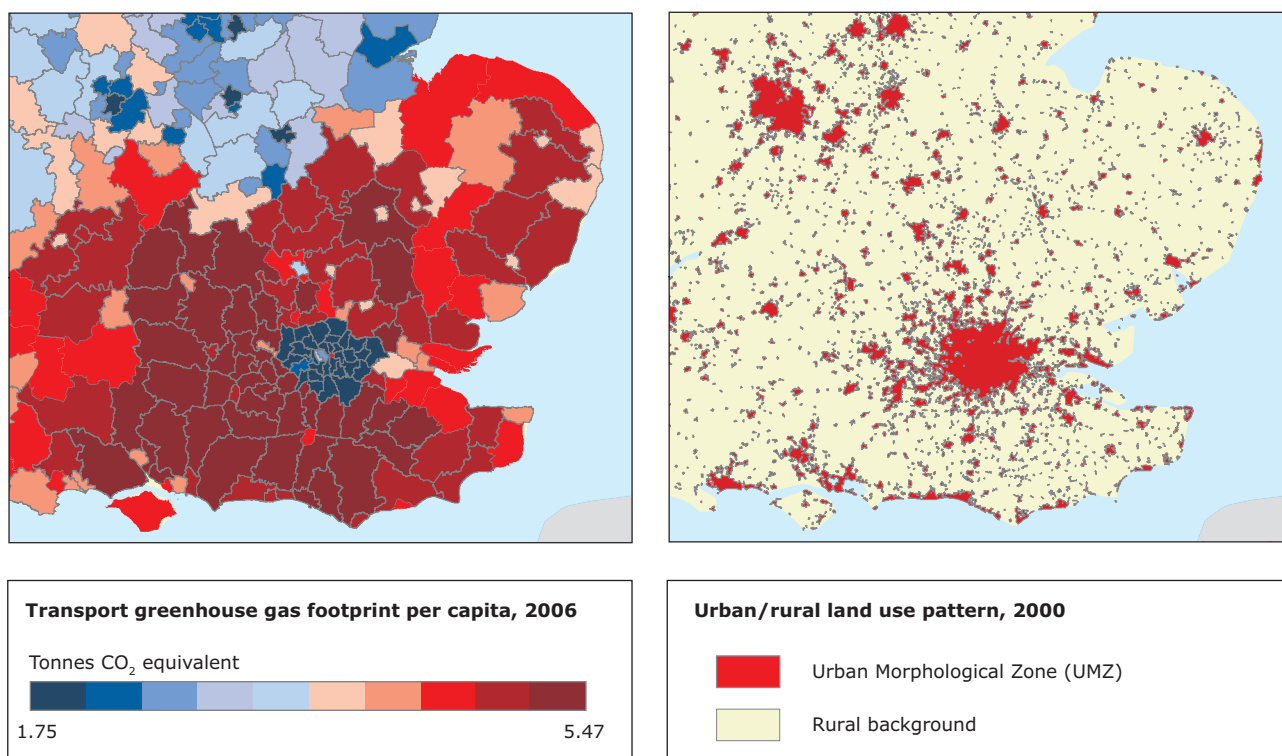 Transport greenhouse gas footprint per capita, 2006
Tonnes CO₂ equivalent
1.75 5.47
Urban/rural land use pattern, 2000
Urban Morphological Zone (UMZ)
Rural background